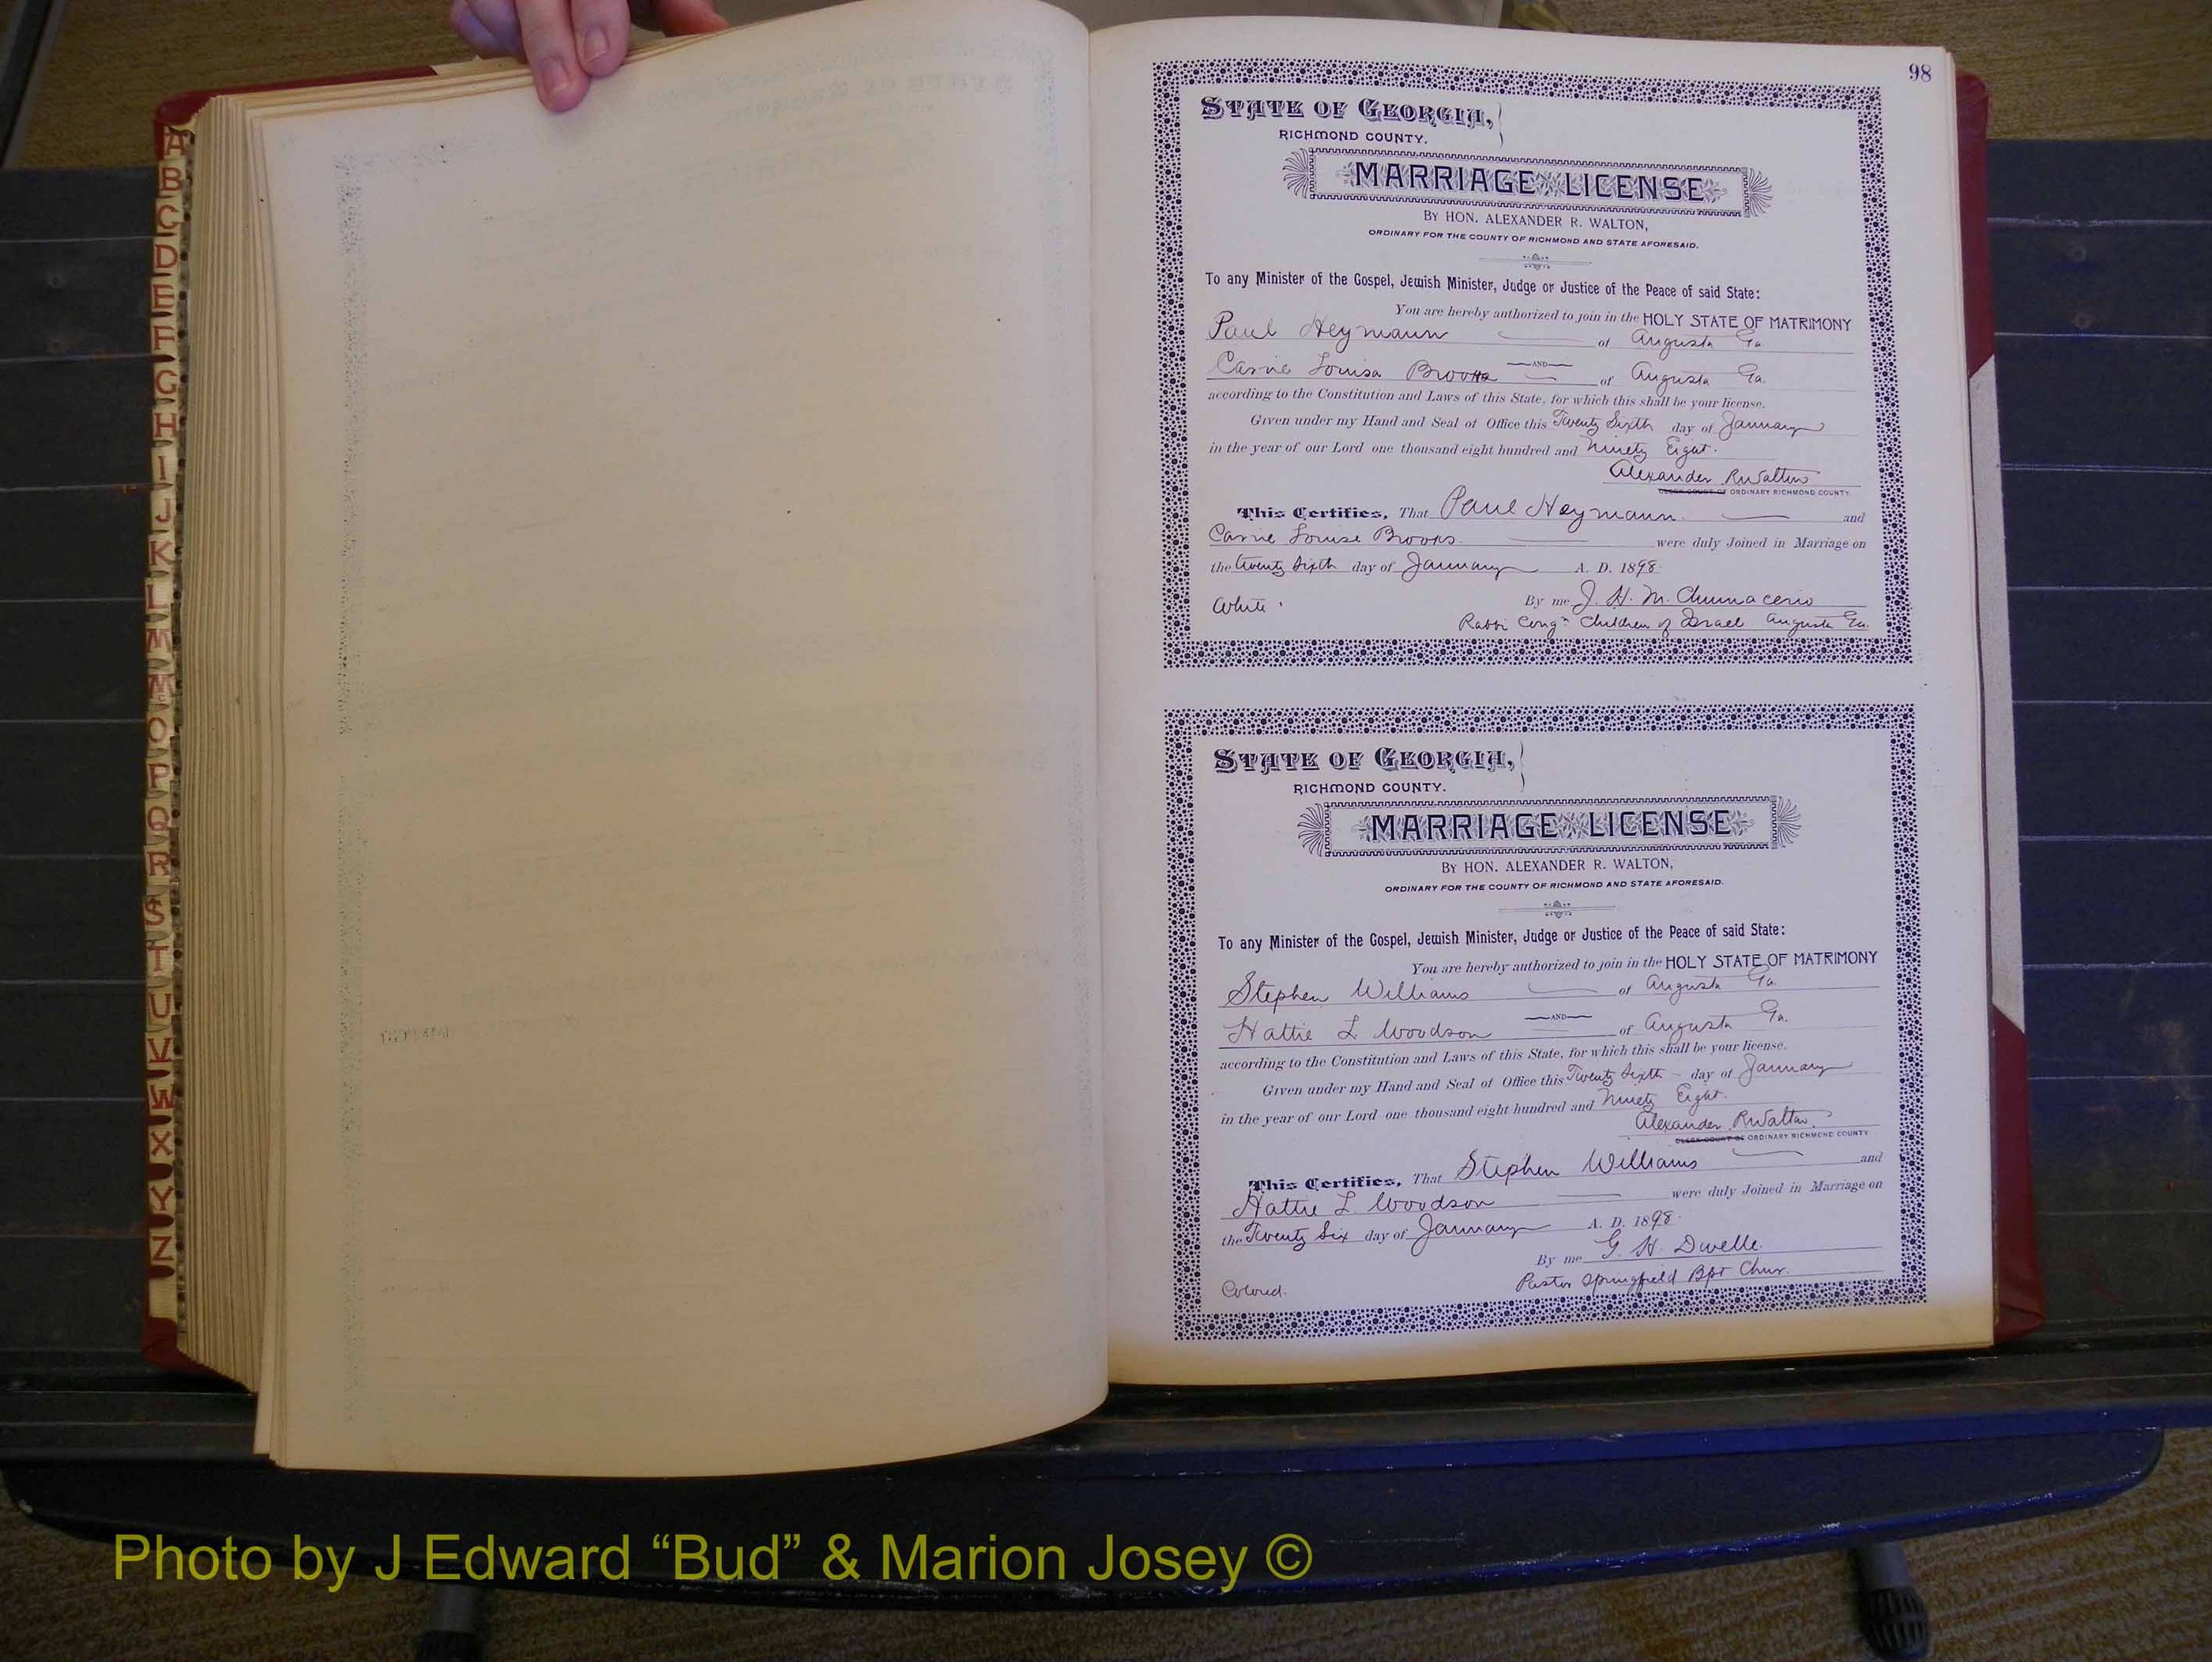 A
B
C
D
E
F
G
H
I
J
K
L
M
Mc
O
P
Q
R
S
T
U
V
W
X
Y
Z
98
STATE OF GEORGIA,
RICHMOND COUNTY.
MARRIAGE LICENSE
BY HON. ALEXANDER R. WALTON,
ORDINARY FOR THE COUNTY OF RICHMOND AND STATE AFORESAID.
To any Minister of the Gospel, Jewish Minister, Judge or Justice of the Peace of said State:
You are hereby authorized to join in the HOLY STATE OF MATRIMONY
Paul Heymann of Augusta Ga
AND
Carrie Louisa Brooks of Augusta Ga.
according to the Constitution and Laws of this State, for which this shall be your license.
Given under my Hand and Seal of Office this Twenty Sixth day of January
in the year of our Lord one thousand eight hundred and Ninety Eight.
Alexander R Walton
CLERK COURT OF ORDINARY RICHMOND COUNTY
This Certifies, That Paul Heymann and
Carrie Louise Brooks. were duly Joined in Marriage on
the twenty sixth day of January A. D. 1898
White. By me J. H. M. Chumaceiro
Rabbi Congn Children of Israel Augusta Ga.
STATE OF GEORGIA,
RICHMOND COUNTY.
MARRIAGE LICENSE
BY HON. ALEXANDER R. WALTON,
ORDINARY FOR THE COUNTY OF RICHMOND AND STATE AFORESAID.
To any Minister of the Gospel, Jewish Minister, Judge or Justice of the Peace of said State:
You are hereby authorized to join in the HOLY STATE OF MATRIMONY
Stephen Williams of Augusta Ga
AND
Hattie L Woodson of Augusta Ga.
according to the Constitution and Laws of this State, for which this shall be your license.
Given under my Hand and Seal of Office this Twenty Sixth day of January
in the year of our Lord one thousand eight hundred and Ninety Eight.
Alexander R Walton.
CLERK COURT OF ORDINARY RICHMOND COUNTY
This Certifies, That Stephen Williams and
Hattie L. Woodson were duly Joined in Marriage on
the Twenty Six day of January A. D. 1898
By me G. H. Dwelle.
Colored. Pastor Springfield Bpt Chur.
Photo by J Edward “Bud” & Marion Josey ©